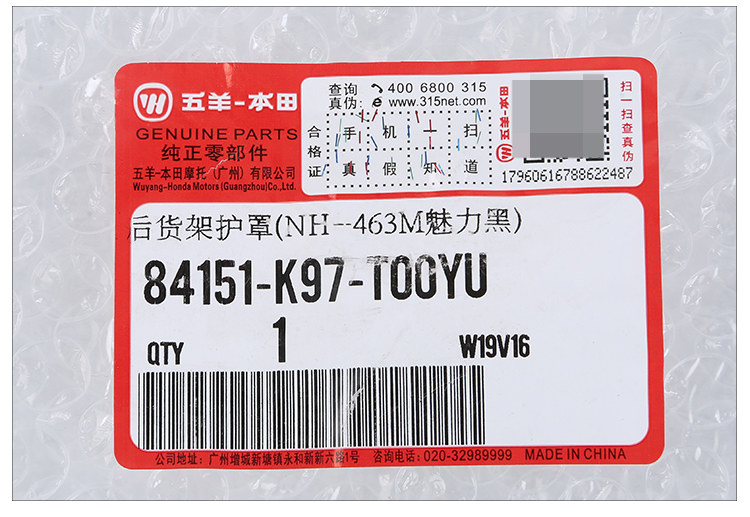 五羊-本田
GENUINE PARTS
纯正零部件
五羊-本田摩托(广州)有限公司
Wuyang-Honda Motors (Guangzhou)Co.,Ltd.
查询 400 6800 315
真伪: www.315net.com
合格证
手机一扫
真假知道
五羊-本田
扫一扫查真伪
17960616788622487
后货架护罩(NH--463M魅力黑)
84151-K97-T00YU
QTY 1 W19V16
公司地址: 广州增城新塘镇永和新新六路1号 咨询电话: 020-32989999 MADE IN CHINA